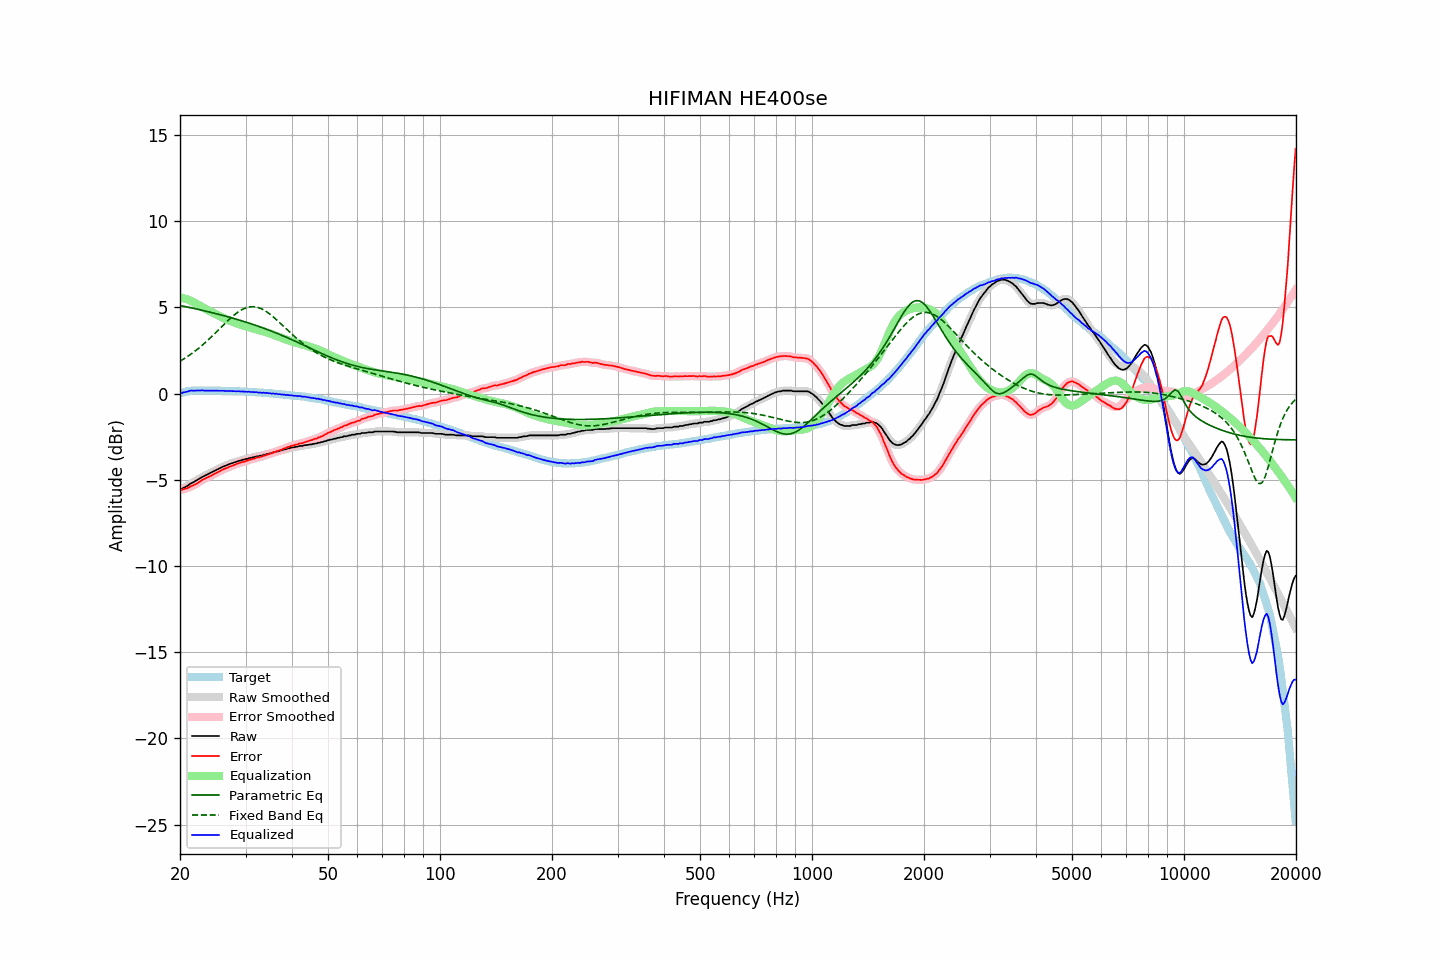 HIFIMAN HE400se
Amplitude (dBr)
15
10
5
0
−5
−10
−15
−20
−25
Target
Raw Smoothed
Error Smoothed
Raw
Error
Equalization
Parametric Eq
Fixed Band Eq
Equalized
20 50 100 200 500 1000 2000 5000 10000 20000
Frequency (Hz)